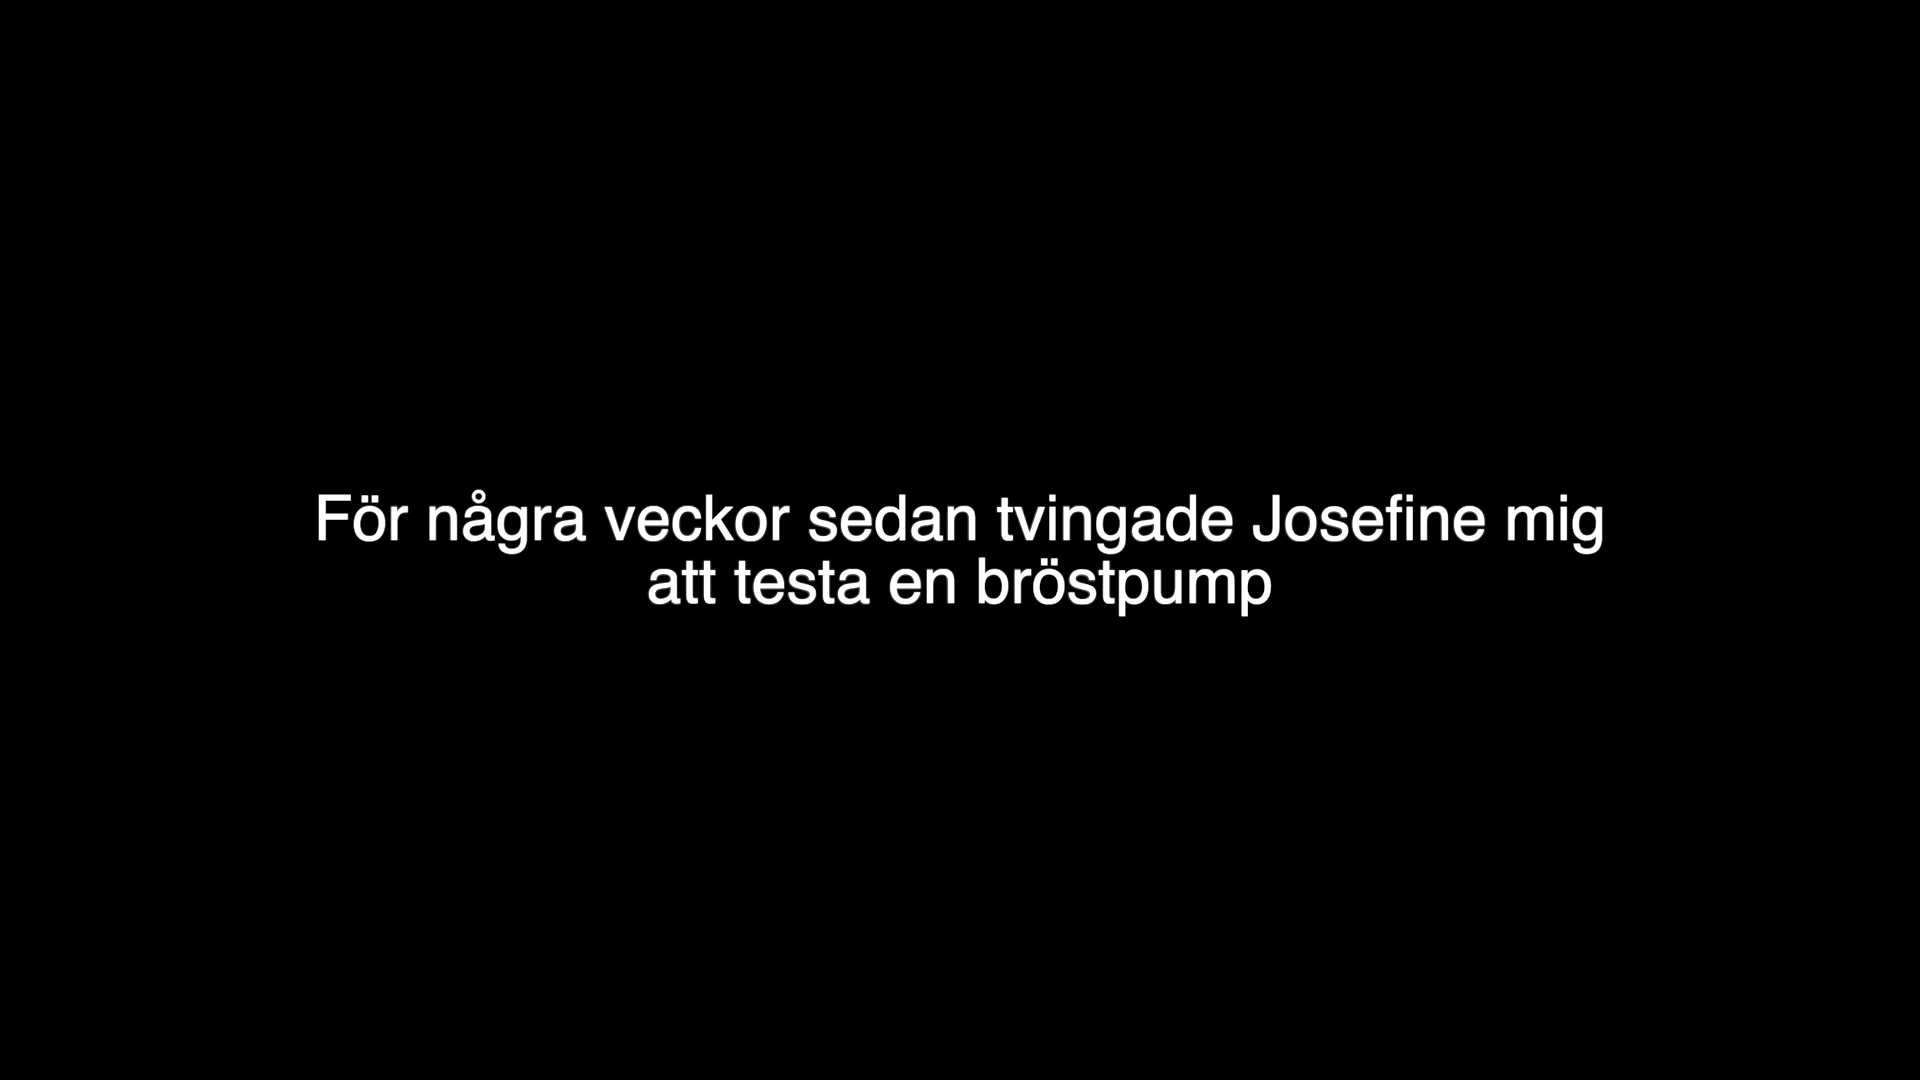 För några veckor sedan tvingade Josefine mig
att testa en bröstpump